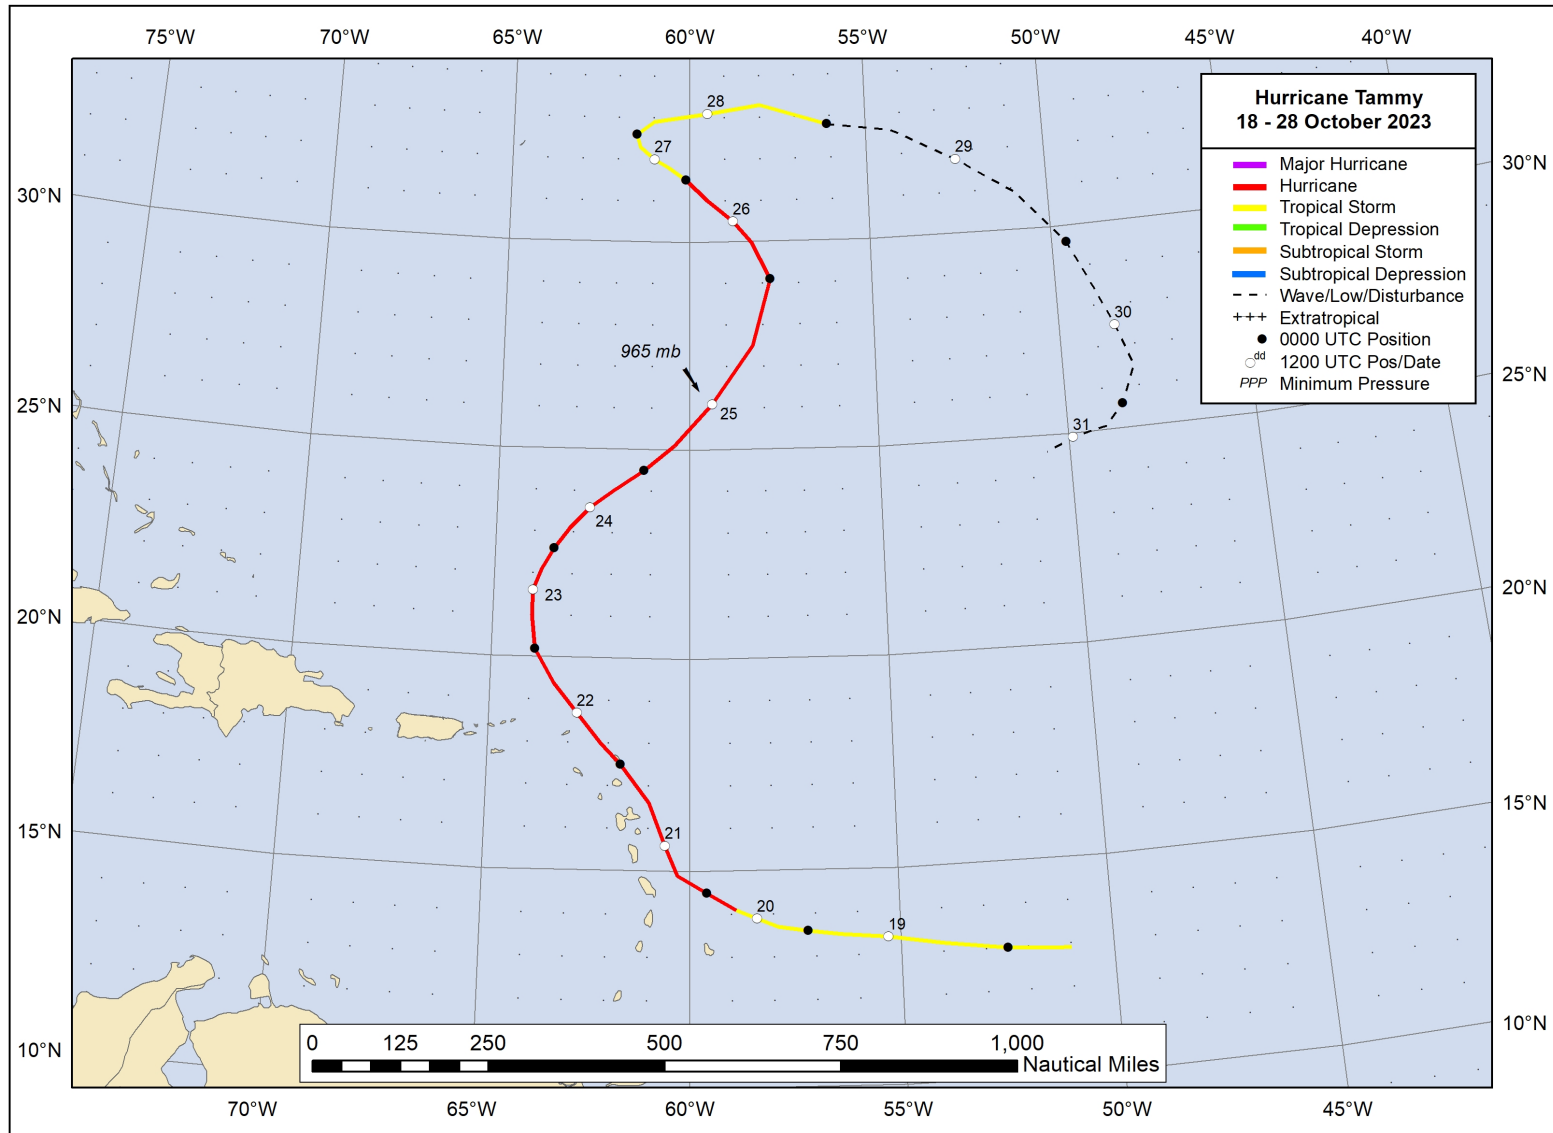 75°W 70°W 65°W 60°W 55°W 50°W 45°W 40°W
Hurricane Tammy
18 - 28 October 2023
Major Hurricane
Hurricane
Tropical Storm
Tropical Depression
Subtropical Storm
Subtropical Depression
Wave/Low/Disturbance
+++ Extratropical
0000 UTC Position
dd 1200 UTC Pos/Date
PPP Minimum Pressure
28
27
29
30°N
30°N
26
30
965 mb
25°N
25°N
25
31
24
20°N
23
20°N
22
15°N
21
15°N
20
19
10°N
10°N
0 125 250 500 750 1,000
Nautical Miles
70°W 65°W 60°W 55°W 50°W 45°W